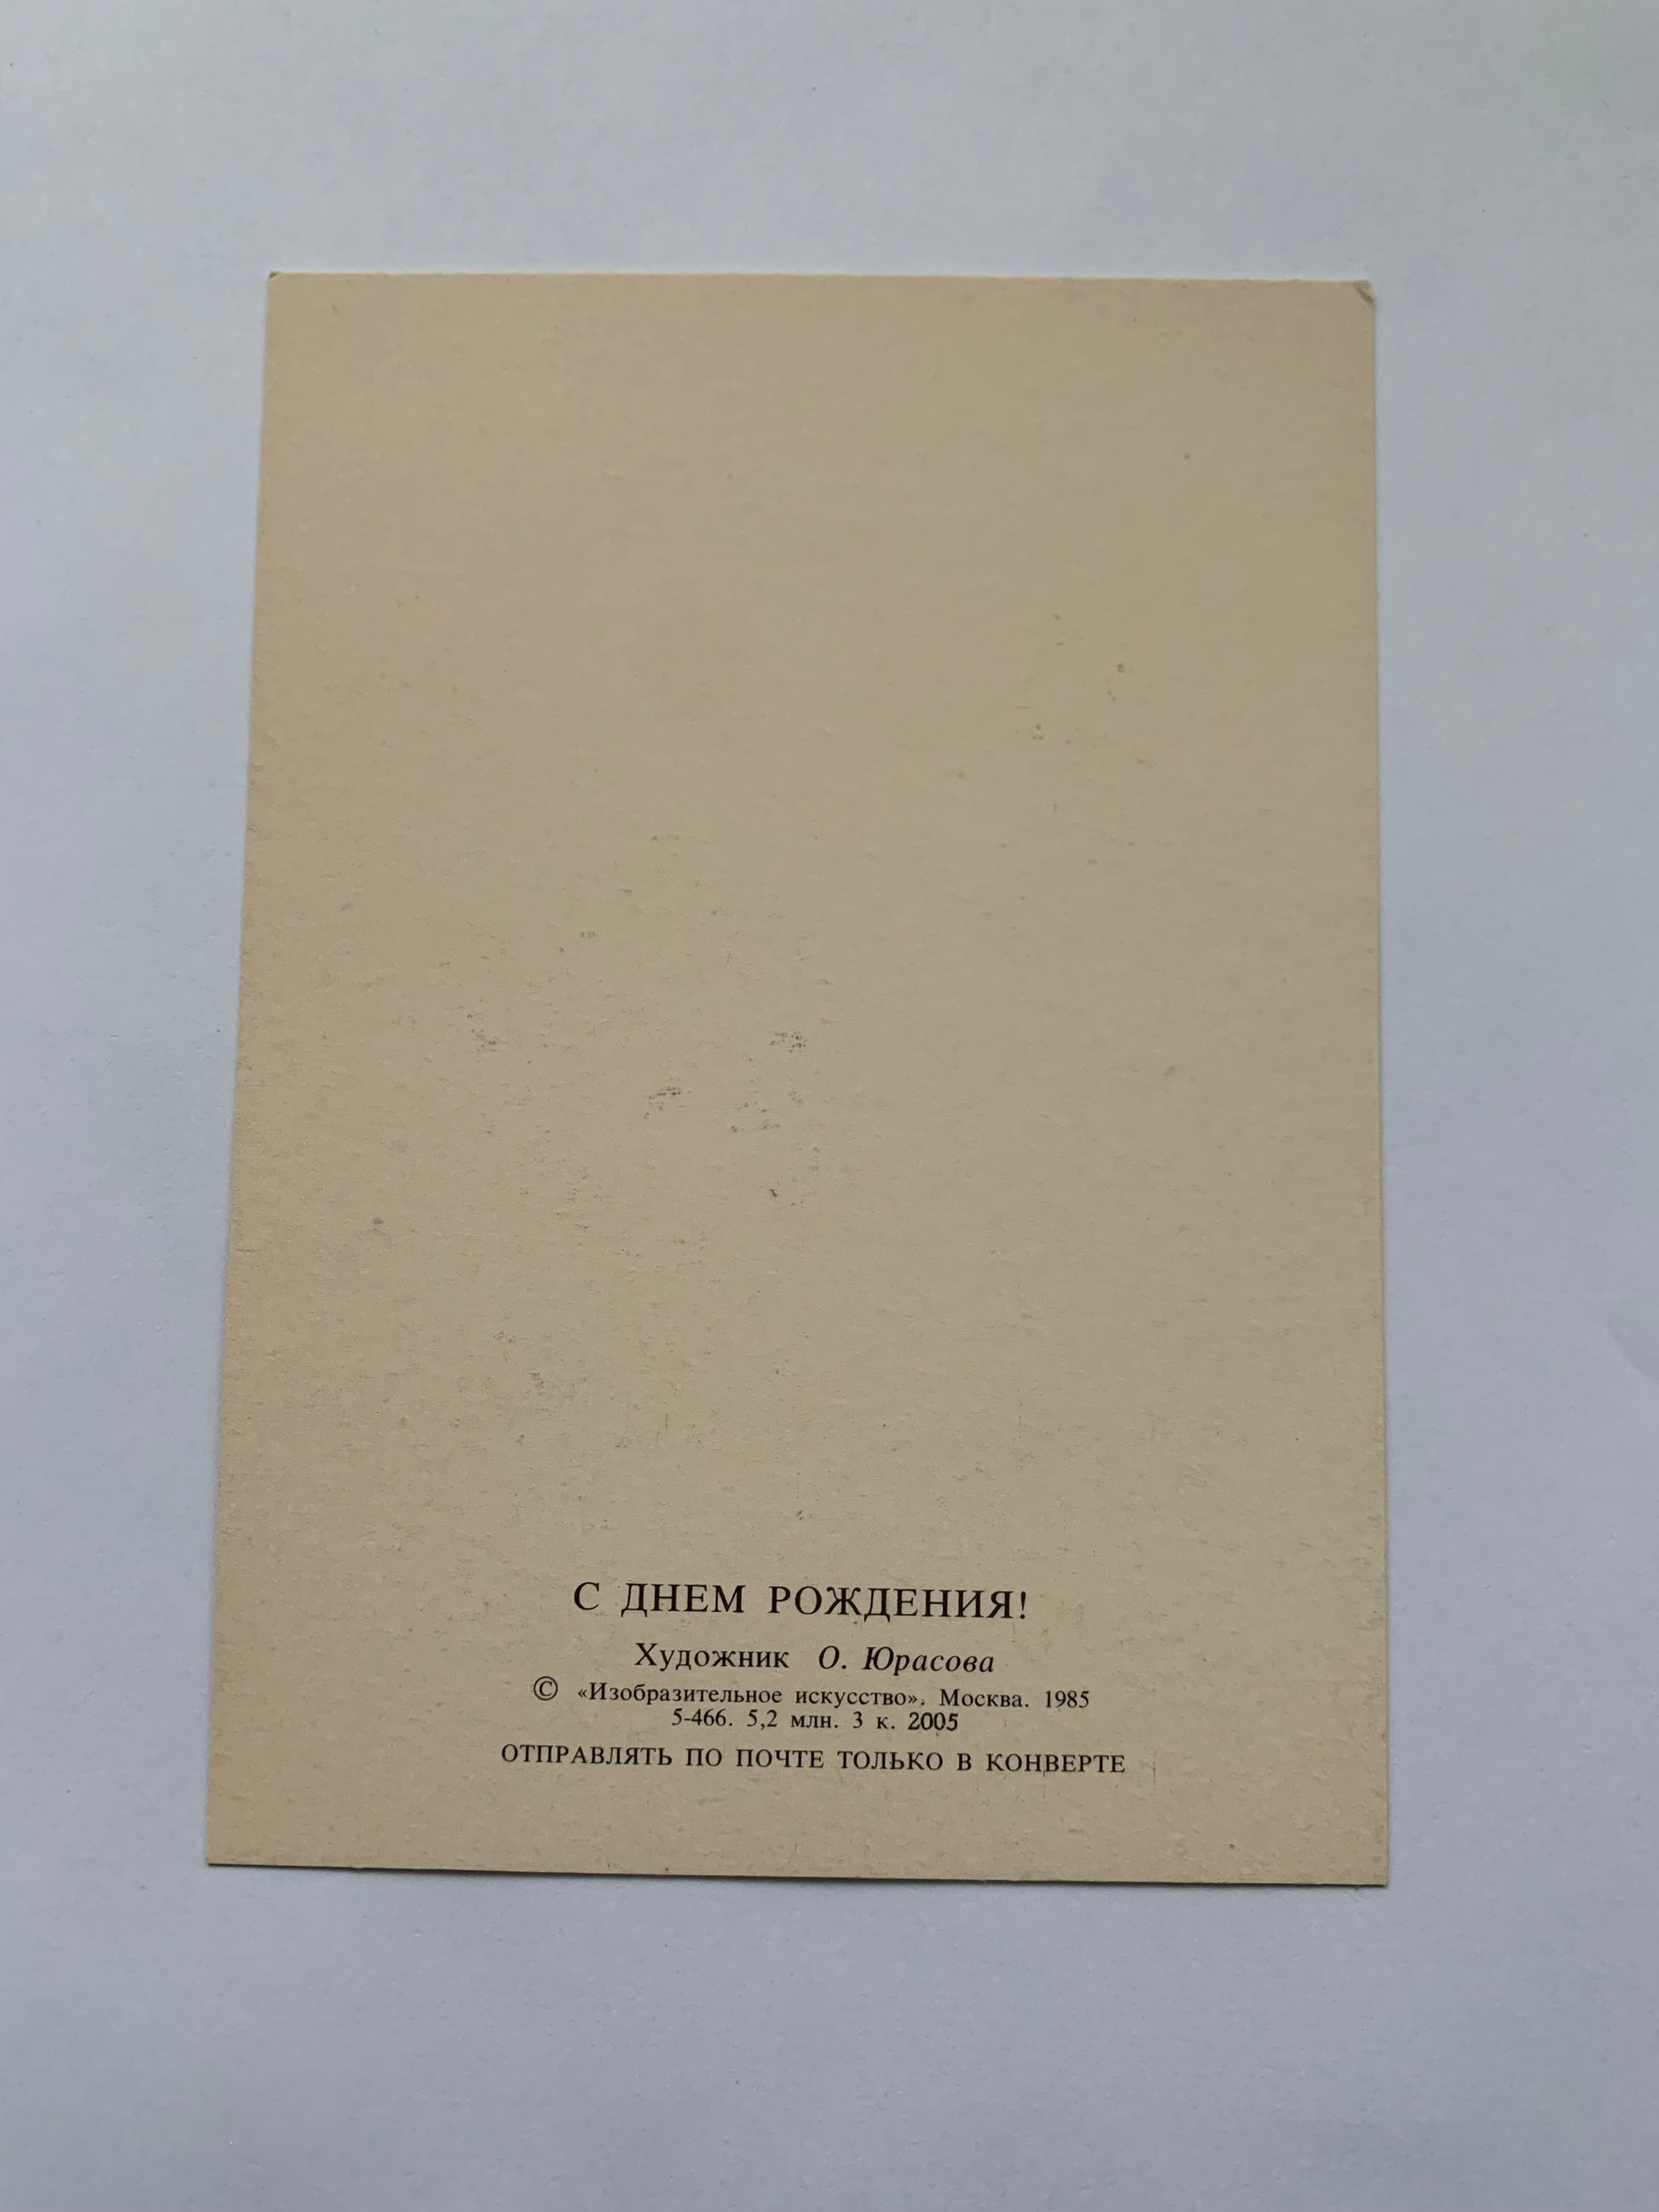 С ДНЕМ РОЖДЕНИЯ!
Художник О. Юрасова
© «Изобразительное искусство». Москва. 1985
5-466. 5,2 млн. 3 к. 2005
ОТПРАВЛЯТЬ ПО ПОЧТЕ ТОЛЬКО В КОНВЕРТЕ